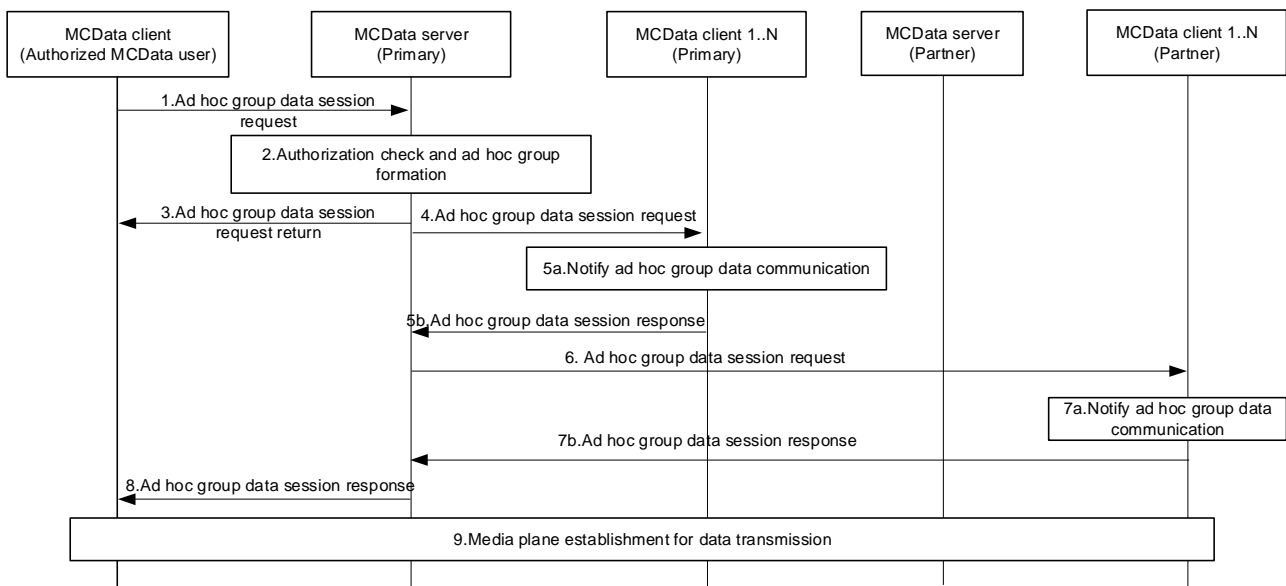 MCData client
(Authorized MCData user)
MCData server
(Primary)
MCData client 1..N
(Primary)
MCData server
(Partner)
MCData client 1..N
(Partner)
1.Ad hoc group data session
request
2.Authorization check and ad hoc group
formation
3.Ad hoc group data session
request return
4.Ad hoc group data session request
5a.Notify ad hoc group data communication
5b.Ad hoc group data session response
6. Ad hoc group data session request
7a.Notify ad hoc group data
communication
7b.Ad hoc group data session response
8.Ad hoc group data session response
9.Media plane establishment for data transmission